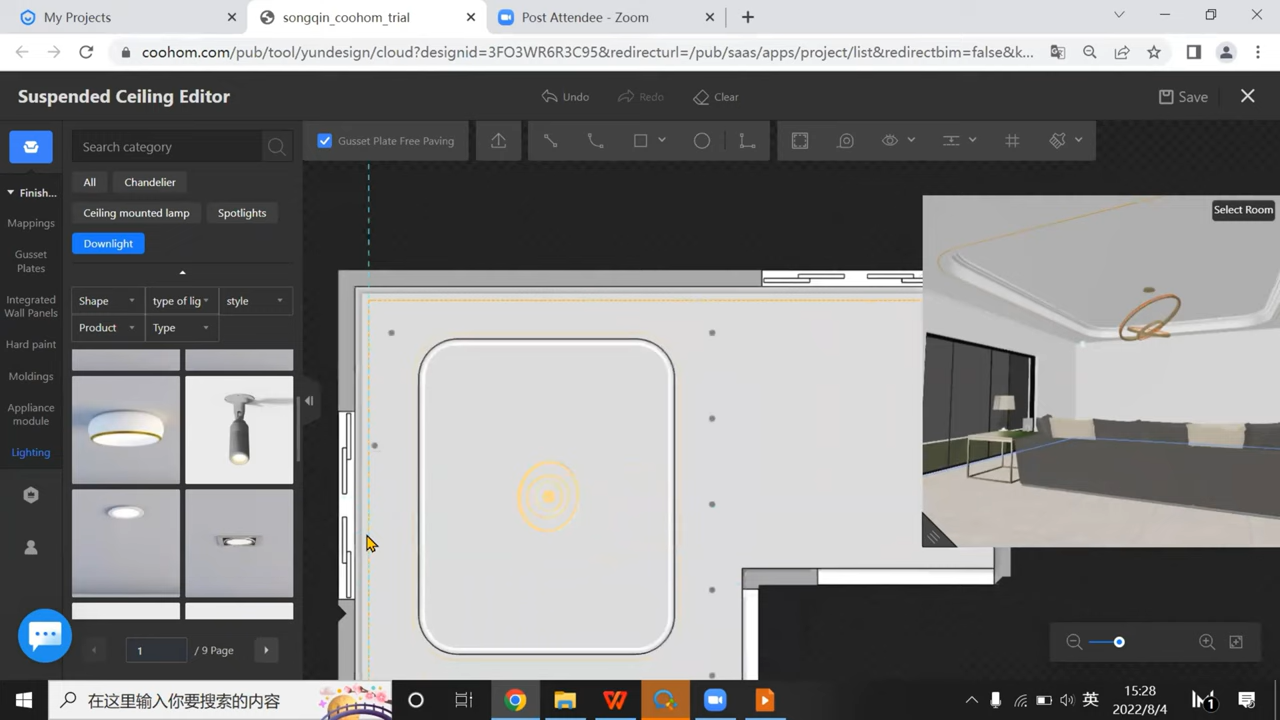 My Projects
songqin_coohom_trial
Post Attendee - Zoom
coohom.com/pub/tool/yundesign/cloud?designid=3FO3WR6R3C95&redirecturl=/pub/saas/apps/project/list&redirectbim=false&k...
Suspended Ceiling Editor
Undo
Redo
Clear
Save
Search category
Gusset Plate Free Paving
All
Chandelier
Finish...
Ceiling mounted lamp
Spotlights
Select Room
Mappings
Downlight
Gusset
Plates
Integrated
Wall Panels
Shape
type of lig
style
Product
Type
Hard paint
Moldings
Appliance
module
Lighting
1
/ 9 Page
在这里输入你要搜索的内容
英
15:28
2022/8/4
1